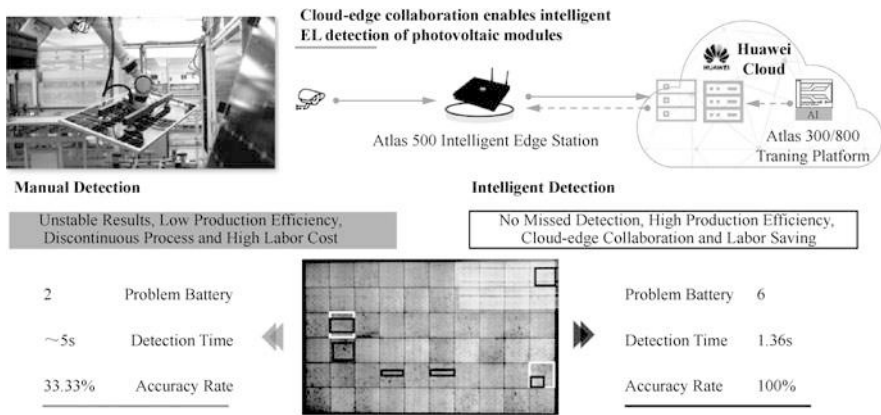 Cloud-edge collaboration enables intelligent
EL detection of photovoltaic modules
HUAWEI
Huawei
Cloud
Atlas 500 Intelligent Edge Station
AI
Atlas 300/800
Traning Platform
Manual Detection
Intelligent Detection
Unstable Results, Low Production Efficiency,
Discontinuous Process and High Labor Cost
No Missed Detection, High Production Efficiency,
Cloud-edge Collaboration and Labor Saving
2 Problem Battery
~5s Detection Time
33.33% Accuracy Rate
Problem Battery 6
Detection Time 1.36s
Accuracy Rate 100%